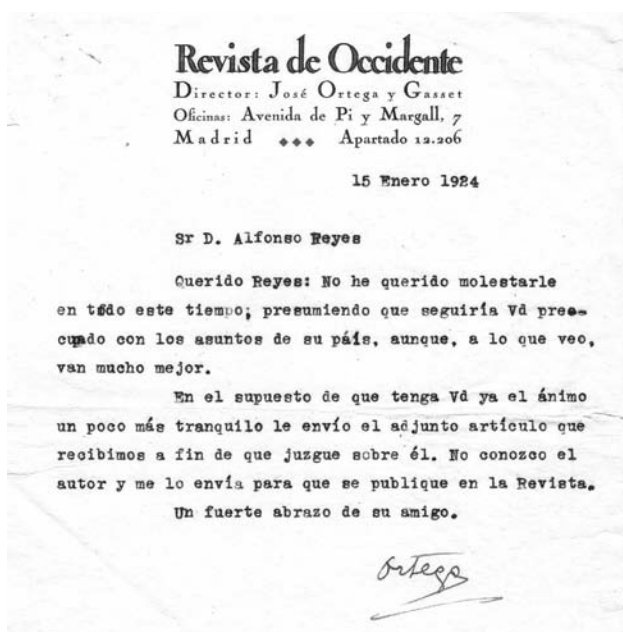 Revista de Occidente
Director: José Ortega y Gasset
Oficinas: Avenida de Pi y Margall, 7
Madrid ◆◆◆ Apartado 12.206
15 Enero 1924
Sr D. Alfonso Reyes
Querido Reyes: No he querido molestarle
en todo este tiempo; presumiendo que seguiría Vd preo-
cupado con los asuntos de su páis, aunque, a lo que veo,
van mucho mejor.
En el supuesto de que tenga Vd ya el ánimo
un poco más tranquilo le envío el adjunto artículo que
recibimos a fin de que juzgue sobre él. No conozco el
autor y me lo envía para que se publique en la Revista.
Un fuerte abrazo de su amigo.
Ortega